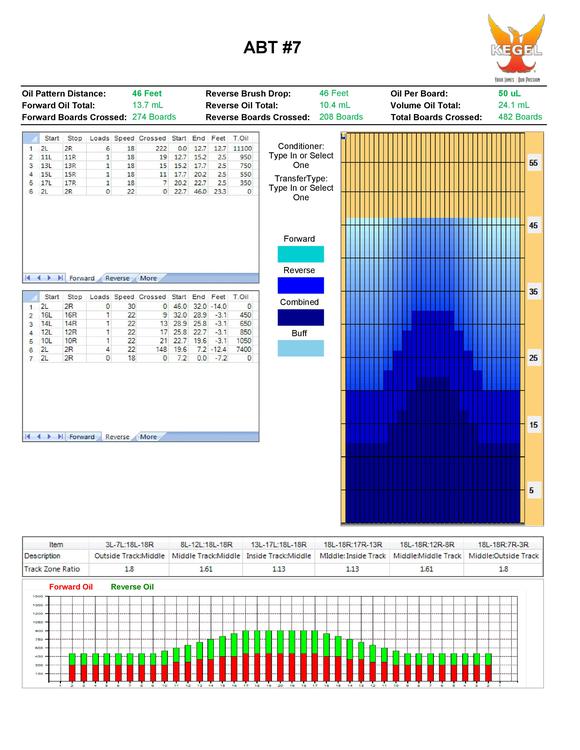 ABT #7
KEGEL
YOUR GAME OUR PASSION
Oil Pattern Distance: 46 Feet Reverse Brush Drop: 46 Feet Oil Per Board: 50 uL
Forward Oil Total: 13.7 mL Reverse Oil Total: 10.4 mL Volume Oil Total: 24.1 mL
Forward Boards Crossed: 274 Boards Reverse Boards Crossed: 208 Boards Total Boards Crossed: 482 Boards
Start Stop Loads Speed Crossed Start End Feet T.Oil
1 2L 2R 6 18 222 0.0 12.7 12.7 11100
2 11L 11R 1 18 19 12.7 15.2 2.5 950
3 13L 13R 1 18 15 15.2 17.7 2.5 750
4 15L 15R 1 18 11 17.7 20.2 2.5 550
5 17L 17R 1 18 7 20.2 22.7 2.5 350
6 2L 2R 0 22 0 22.7 46.0 23.3 0
Forward Reverse More
Start Stop Loads Speed Crossed Start End Feet T.Oil
1 2L 2R 0 30 0 46.0 32.0 -14.0 0
2 16L 16R 1 22 9 32.0 28.9 -3.1 450
3 14L 14R 1 22 13 28.9 25.8 -3.1 650
4 12L 12R 1 22 17 25.8 22.7 -3.1 850
5 10L 10R 1 22 21 22.7 19.6 -3.1 1050
6 2L 2R 4 22 148 19.6 7.2 -12.4 7400
7 2L 2R 0 18 0 7.2 0.0 -7.2 0
Forward Reverse More
Conditioner:
Type In or Select
One
TransferType:
Type In or Select
One
Forward
Reverse
Combined
Buff
55
45
35
25
15
5
Item 3L-7L:18L-18R 8L-12L:18L-18R 13L-17L:18L-18R 18L-18R:17R-13R 18L-18R:12R-8R 18L-18R:7R-3R
Description Outside Track:Middle Middle Track:Middle Inside Track:Middle Middle:Inside Track Middle:Middle Track Middle:Outside Track
Track Zone Ratio 1.8 1.61 1.13 1.13 1.61 1.8
Forward Oil Reverse Oil